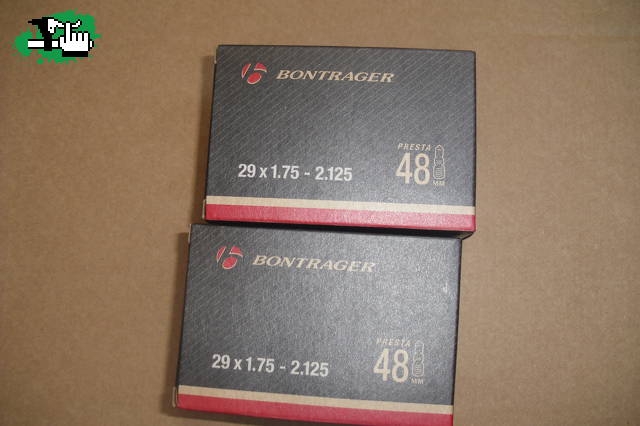 BONTRAGER
PRESTA
29 x 1.75 - 2.125
48
MM
BONTRAGER
PRESTA
29 x 1.75 - 2.125
48
MM